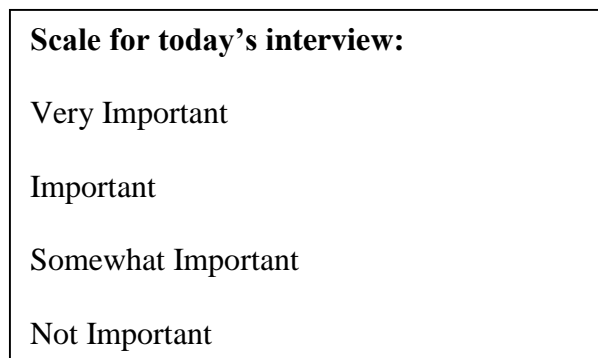 Scale for today’s interview:
Very Important
Important
Somewhat Important
Not Important